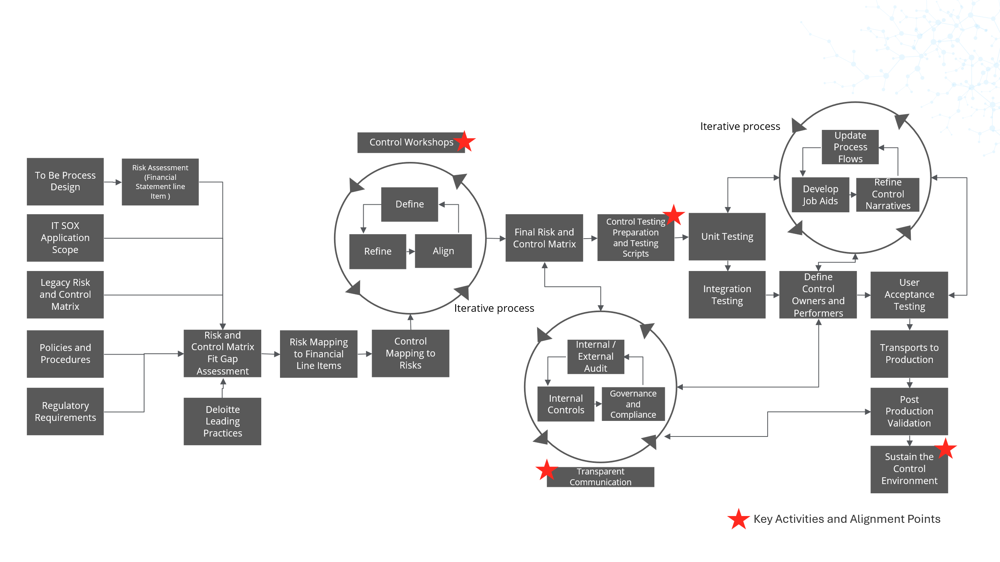 To Be Process
Design
Risk Assessment
(Financial
Statement line
Item )
IT SOX
Application
Scope
Legacy Risk
and Control
Matrix
Policies and
Procedures
Regulatory
Requirements
Risk and
Control Matrix
Fit Gap
Assessment
Deloitte
Leading
Practices
Risk Mapping
to Financial
Line Items
Control
Mapping to
Risks
Control Workshops
Define
Refine
Align
Iterative process
Final Risk and
Control Matrix
Control Testing
Preparation
and Testing
Scripts
Internal /
External
Audit
Internal
Controls
Governance
and
Compliance
Transparent
Communication
Unit Testing
Integration
Testing
Iterative process
Update
Process
Flows
Develop
Job Aids
Refine
Control
Narratives
Define
Control
Owners and
Performers
User
Acceptance
Testing
Transports to
Production
Post
Production
Validation
Sustain the
Control
Environment
Key Activities and Alignment Points